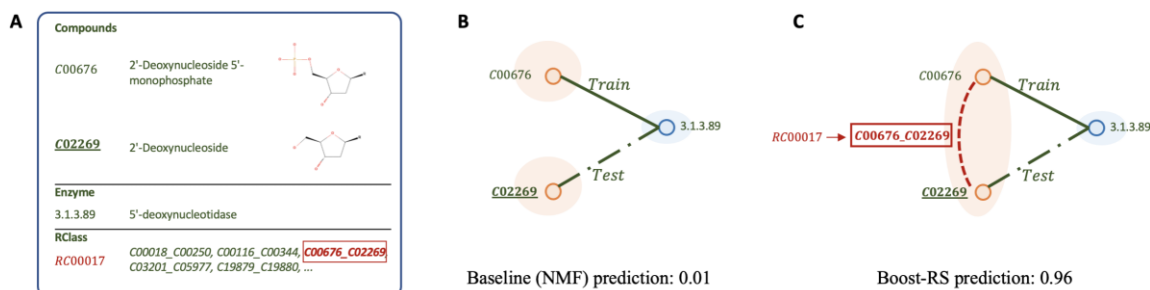 A
Compounds
C00676 2'-Deoxynucleoside 5'-
monophosphate
C02269 2'-Deoxynucleoside
Enzyme
3.1.3.89 5'-deoxynucleotidase
RClass
RC00017 C00018_C00250, C00116_C00344, C00676_C02269,
C03201_C05977, C19879_C19880, ...
B
C00676
Train
3.1.3.89
Test
C02269
Baseline (NMF) prediction: 0.01
C
C00676
Train
RC00017 C00676_C02269
3.1.3.89
Test
C02269
Boost-RS prediction: 0.96